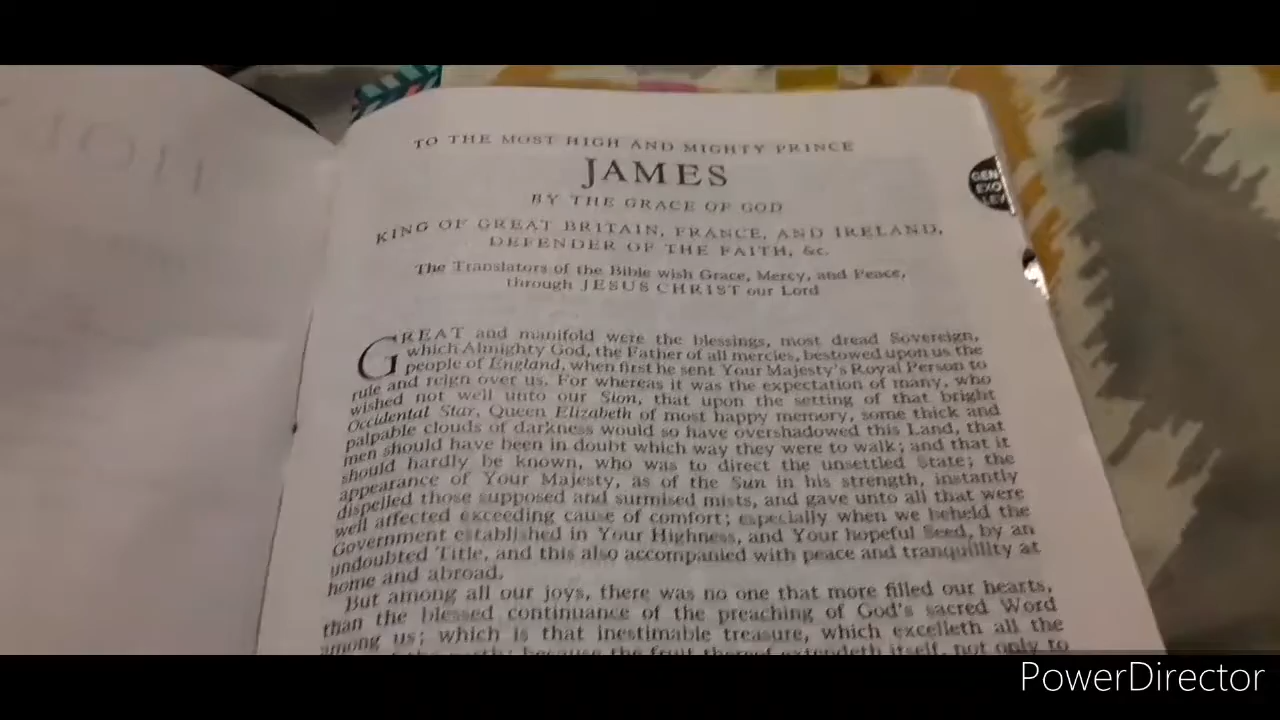 TO THE MOST HIGH AND MIGHTY PRINCE
JAMES
BY THE GRACE OF GOD
KING OF GREAT BRITAIN, FRANCE, AND IRELAND,
DEFENDER OF THE FAITH, &c.
The Translators of the Bible wish Grace, Mercy, and Peace,
through JESUS CHRIST our Lord
GREAT and manifold were the blessings, most dread Sovereign,
which Almighty God, the Father of all mercies, bestowed upon us the
people of England, when first he sent Your Majesty's Royal Person to
rule and reign over us. For whereas it was the expectation of many, who
wished not well unto our Sion, that upon the setting of that bright
Occidental Star, Queen Elizabeth of most happy memory, some thick and
palpable clouds of darkness would so have overshadowed this Land, that
men should have been in doubt which way they were to walk; and that it
should hardly be known, who was to direct the unsettled State; the
appearance of Your Majesty, as of the Sun in his strength, instantly
dispelled those supposed and surmised mists, and gave unto all that were
well affected exceeding cause of comfort; especially when we beheld the
Government established in Your Highness, and Your hopeful Seed, by an
undoubted Title, and this also accompanied with peace and tranquillity at
home and abroad.
But among all our joys, there was no one that more filled our hearts,
than the blessed continuance of the preaching of God's sacred Word
among us; which is that inestimable treasure, which excelleth all the
because the fruit thereof extendeth itself, not only to
GEN
EXO
LEV
PowerDirector